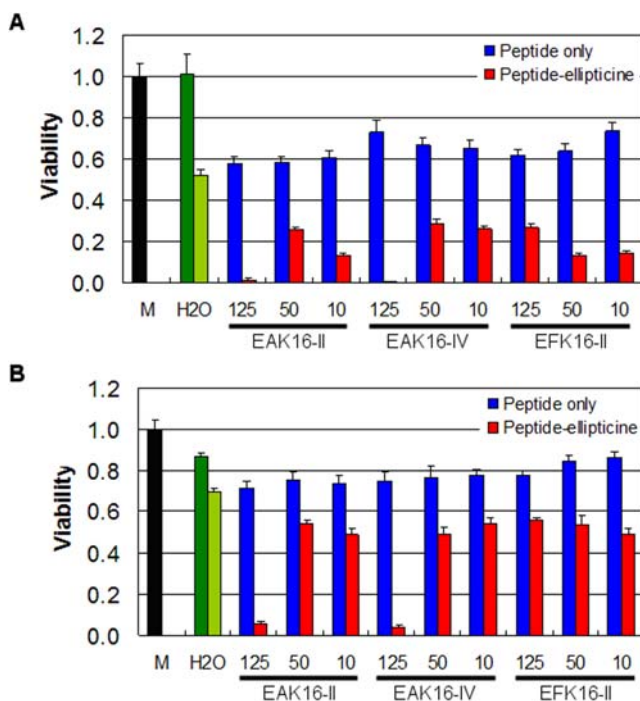 A
Viability
1.2
1.0
0.8
0.6
0.4
0.2
0.0
Peptide only
Peptide-ellipticine
M H2O 125 50 10 125 50 10 125 50 10
EAK16-II EAK16-IV EFK16-II
B
Viability
1.2
1.0
0.8
0.6
0.4
0.2
0.0
Peptide only
Peptide-ellipticine
M H2O 125 50 10 125 50 10 125 50 10
EAK16-II EAK16-IV EFK16-II